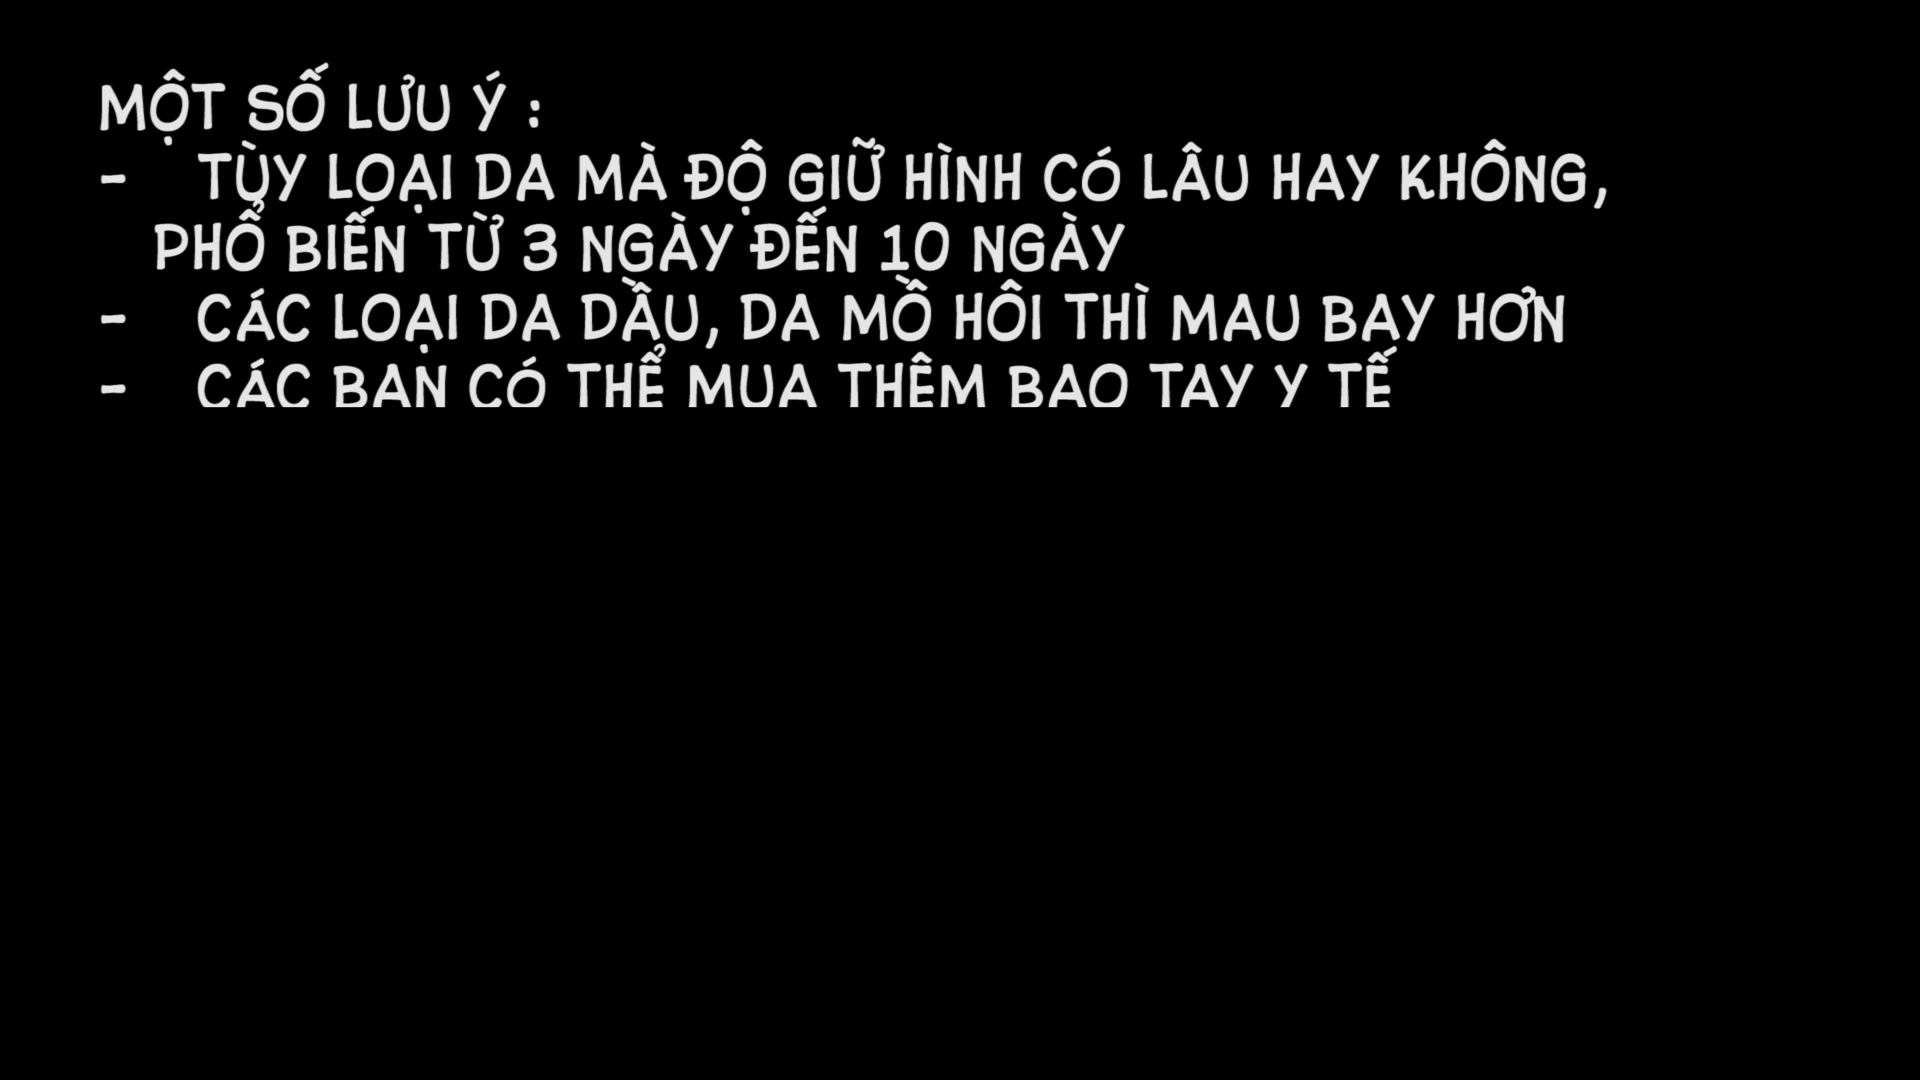 MỘT SỐ LƯU Ý :
- TÙY LOẠI DA MÀ ĐỘ GIỮ HÌNH CÓ LÂU HAY KHÔNG,
PHỔ BIẾN TỪ 3 NGÀY ĐẾN 10 NGÀY
- CÁC LOẠI DA DẦU, DA MỒ HÔI THÌ MAU BAY HƠN
- CÁC BẠN CÓ THỂ MUA THÊM BAO TAY Y TẾ